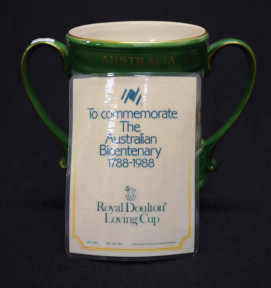 AUSTRALIA
To commemorate
The
Australian
Bicentenary
1788-1988
Royal Doulton
Loving Cup